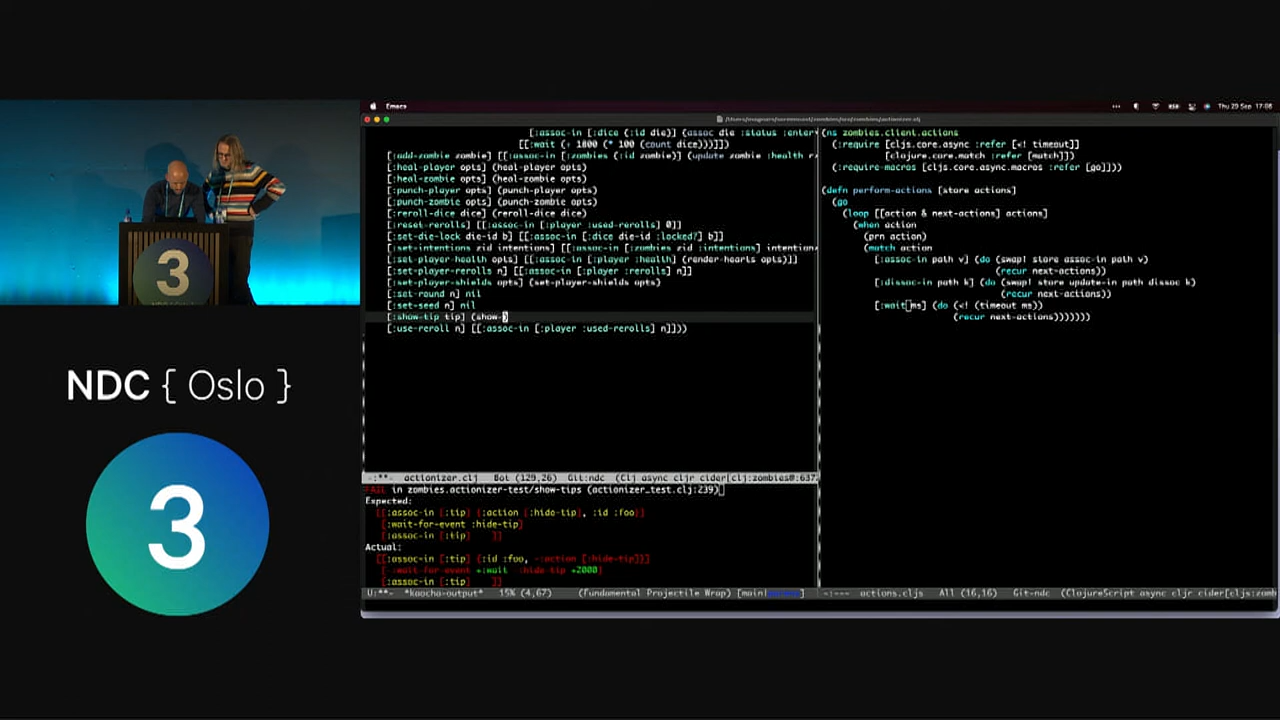 Emacs
Thu 29 Sep 17:06
[:assoc-in [:dice (:id die)] (assoc die :status :enter
[[:wait (+ 1800 (* 100 (count dice)))]]
[:add-zombie zombie] [[:assoc-in [:zombies (:id zombie)] (update zombie :health r
[:heal-player opts] (heal-player opts)
[:heal-zombie opts] (heal-zombie opts)
[:punch-player opts] (punch-player opts)
[:punch-zombie opts] (punch-zombie opts)
[:reroll-dice dice] (reroll-dice dice)
[:reset-rerolls] [[:assoc-in [:player :used-rerolls] 0]]
[:set-die-lock die-id b] [[:assoc-in [:dice die-id :locked?] b]]
[:set-intentions zid intentions] [[:assoc-in [:zombies zid :intentions] intention
[:set-player-health opts] [[:assoc-in [:player :health] (render-hearts opts)]]
[:set-player-rerolls n] [[:assoc-in [:player :rerolls] n]]
[:set-player-shields opts] (set-player-shields opts)
[:set-round n] nil
[:set-seed n] nil
[:show-tip tip] (show-)
[:use-reroll n] [[:assoc-in [:player :used-rerolls] n]]))
-:**- actionizer.clj Bot (129,26) Git:ndc (Clj async cljr cider[clj:zombies@:637
FAIL in zombies.actionizer-test/show-tips (actionizer_test.clj:239)
Expected:
[[:assoc-in [:tip] {:action [:hide-tip], :id :foo}]
[:wait-for-event :hide-tip]
[:assoc-in [:tip] ]]
Actual:
[[:assoc-in [:tip] {:id :foo, -:action [:hide-tip]}]
[-:wait-for-event +:wait :hide-tip +2000]
[:assoc-in [:tip] ]]
U:**- *kaocha-output* 15% (4,67) (Fundamental Projectile Wrap) [main
(ns zombies.client.actions
(:require [cljs.core.async :refer [<! timeout]]
[clojure.core.match :refer [match]])
(:require-macros [cljs.core.async.macros :refer [go]]))
(defn perform-actions [store actions]
(go
(loop [[action & next-actions] actions]
(when action
(prn action)
(match action
[:assoc-in path v] (do (swap! store assoc-in path v)
(recur next-actions))
[:dissoc-in path k] (do (swap! store update-in path dissoc k)
(recur next-actions))
[:wait ms] (do (<! (timeout ms))
(recur next-actions)))))))
-:--- actions.cljs All (16,16) Git-ndc (ClojureScript async cljr cider[cljs:zomb
3
NDC { Oslo }
3